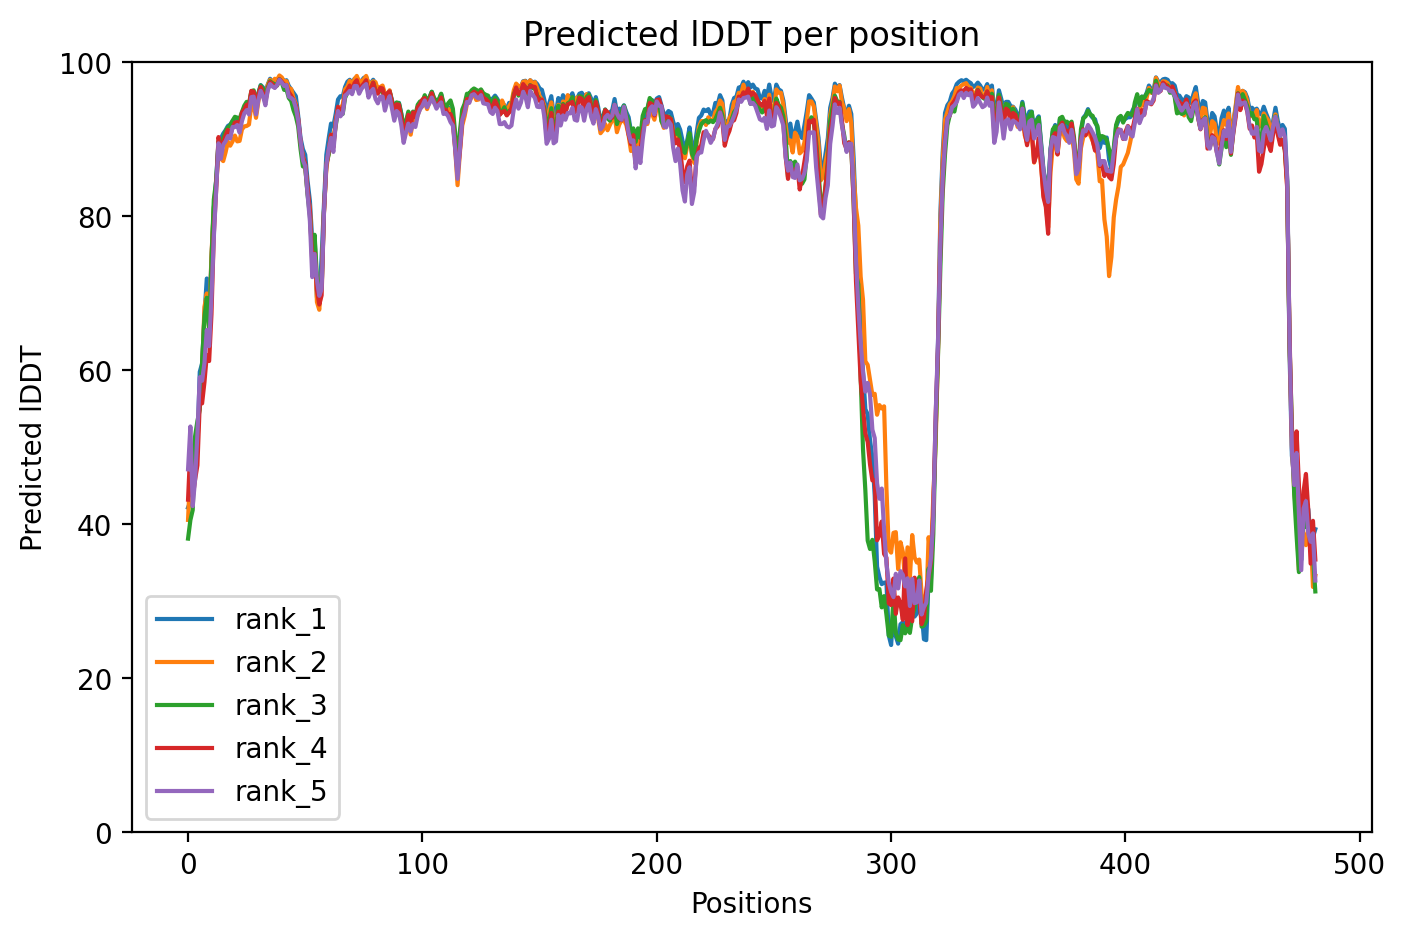 Predicted lDDT per position
100
80
60
40
20
0
Predicted lDDT
rank_1
rank_2
rank_3
rank_4
rank_5
0 100 200 300 400 500
Positions